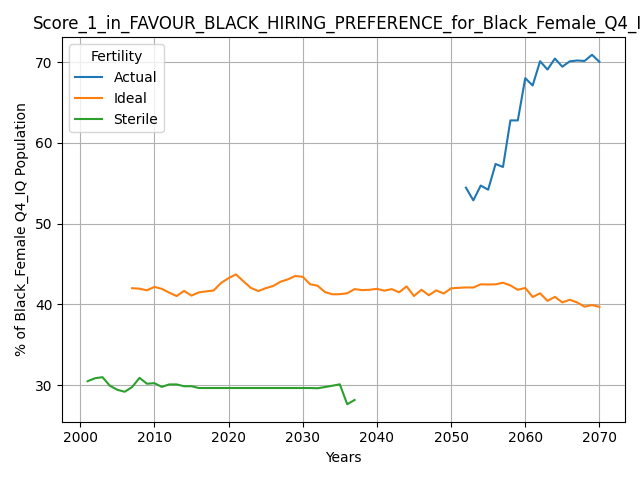 Score_1_in_FAVOUR_BLACK_HIRING_PREFERENCE_for_Black_Female_Q4_I
Fertility
Actual
Ideal
Sterile
% of Black_Female Q4_IQ Population
70
60
50
40
30
2000 2010 2020 2030 2040 2050 2060 2070
Years